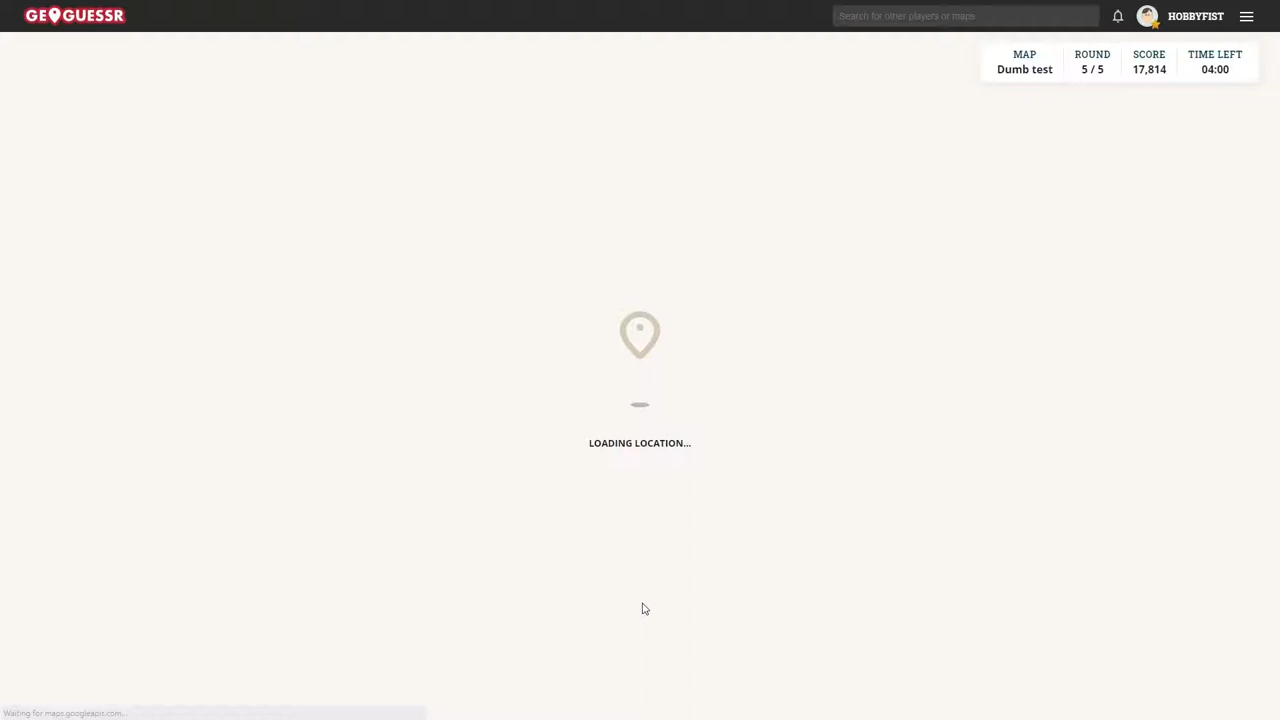 GEOGUESSR
Search for other players or maps
HOBBYFIST
MAP ROUND SCORE TIME LEFT
Dumb test 5 / 5 17,814 04:00
LOADING LOCATION...
Waiting for maps.googleapis.com...